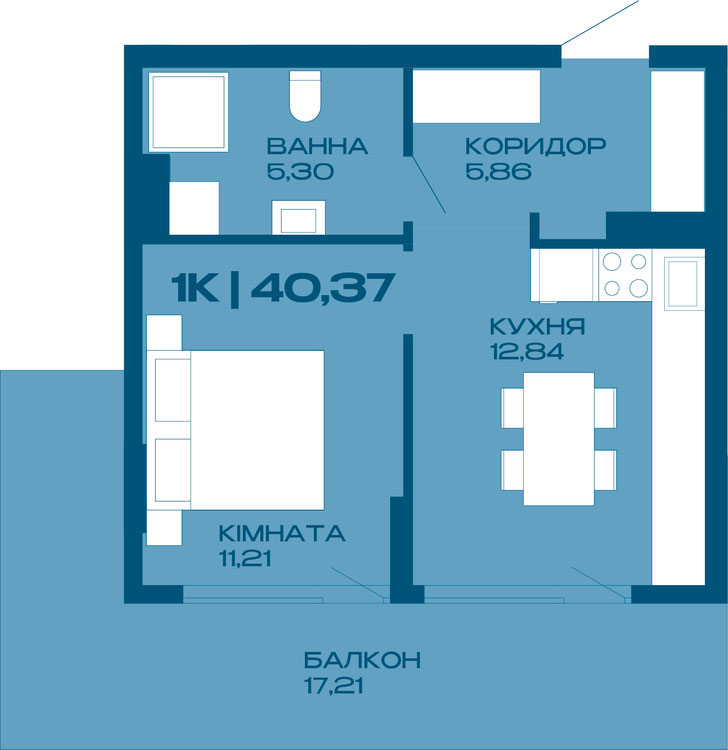 ВАННА
5,30
КОРИДОР
5,86
1К | 40,37
КУХНЯ
12,84
КІМНАТА
11,21
БАЛКОН
17,21